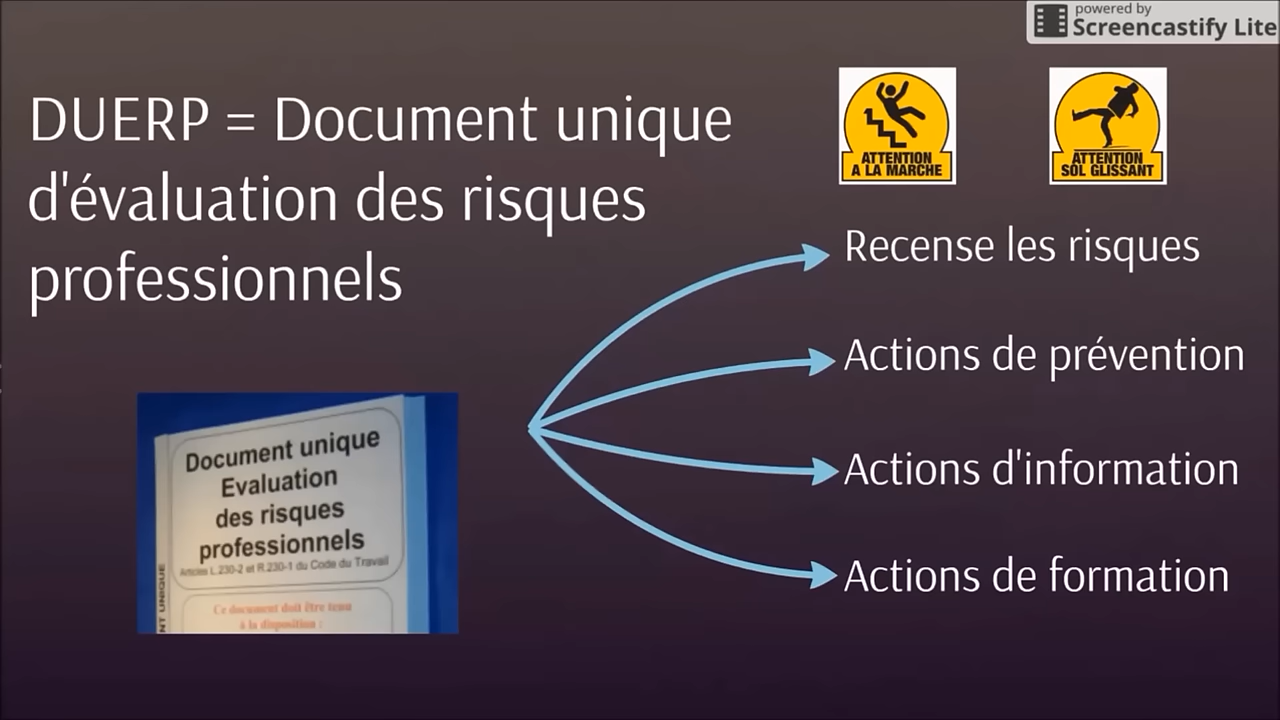 powered by
Screencastify Lite
DUERP = Document unique
d'évaluation des risques
professionnels
ATTENTION
A LA MARCHE
ATTENTION
SOL GLISSANT
Recense les risques
Actions de prévention
Actions d'information
Actions de formation
Document unique
Evaluation
des risques
professionnels
Articles L.230-2 et R.230-1 du Code du Travail
NT UNIQUE
Ce document doit être tenu
à la disposition :